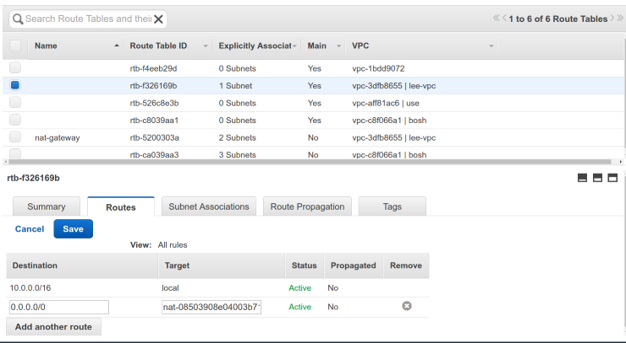 Search Route Tables and their
1 to 6 of 6 Route Tables
Name Route Table ID Explicitly Associat Main VPC
rtb-f4eeb29d 0 Subnets Yes vpc-1bdd9072
rtb-f326169b 1 Subnet Yes vpc-3dfb8655 | lee-vpc
rtb-526c8e3b 0 Subnets Yes vpc-aff81ac6 | use
rtb-c8039aa1 0 Subnets Yes vpc-c8f066a1 | bosh
nat-gateway rtb-5200303a 2 Subnets No vpc-3dfb8655 | lee-vpc
rtb-ca039aa3 3 Subnets No vpc-c8f066a1 | bosh
rtb-f326169b
Summary Routes Subnet Associations Route Propagation Tags
Cancel Save
View: All rules
Destination Target Status Propagated Remove
10.0.0.0/16 local Active No
0.0.0.0/0 nat-08503908e04003b71 Active No
Add another route